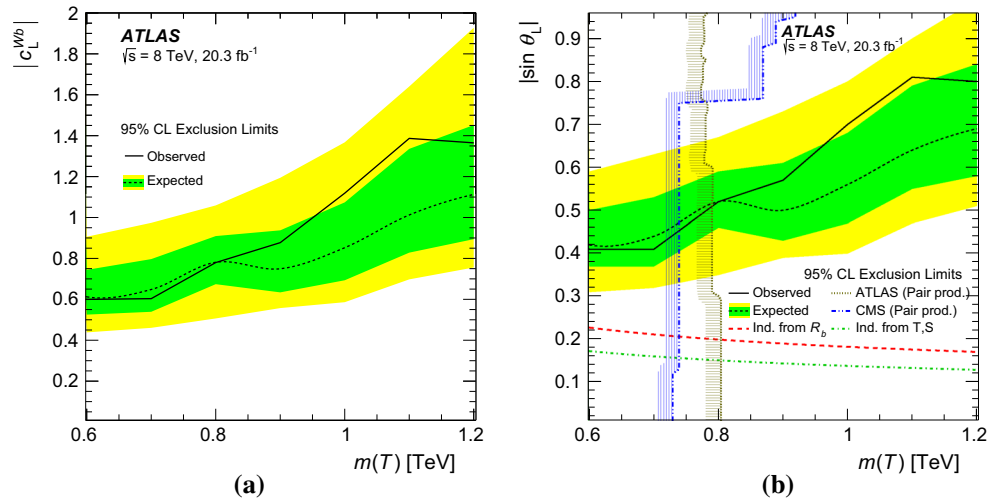 ATLAS
√s = 8 TeV, 20.3 fb⁻¹
95% CL Exclusion Limits
Observed
Expected
|c_L^{Wb}|
2
1.8
1.6
1.4
1.2
1
0.8
0.6
0.4
0.2
0.6 0.8 1 1.2
m(T) [TeV]
(a)
ATLAS
√s = 8 TeV, 20.3 fb⁻¹
|sin θ_L|
0.9
0.8
0.7
0.6
0.5
0.4
0.3
0.2
0.1
95% CL Exclusion Limits
Observed ATLAS (Pair prod.)
Expected CMS (Pair prod.)
Ind. from R_b Ind. from T,S
0.6 0.8 1 1.2
m(T) [TeV]
(b)